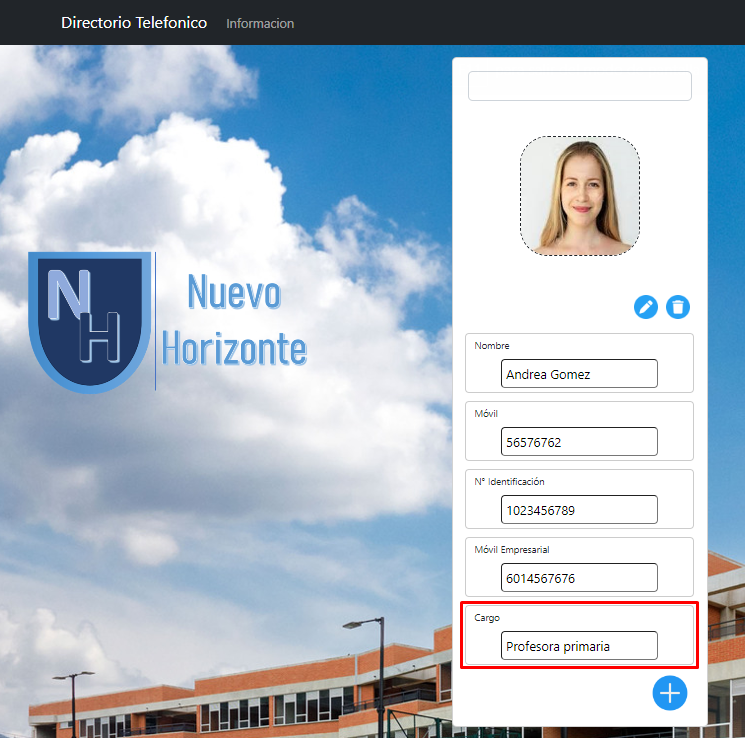 Directorio Telefonico
Informacion
NH
Nuevo
Horizonte
Nombre
Andrea Gomez
Móvil
56576762
N° Identificación
1023456789
Móvil Empresarial
6014567676
Cargo
Profesora primaria